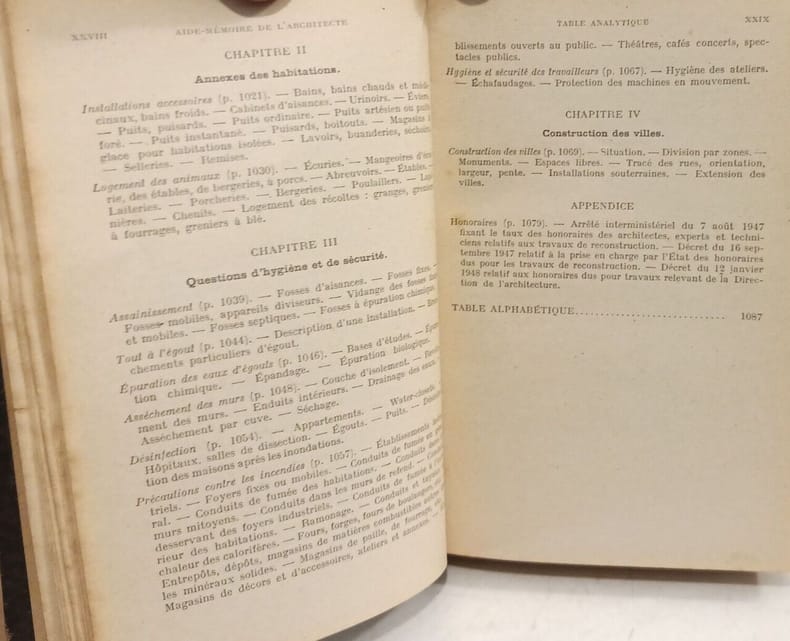 XXVIII AIDE-MÉMOIRE DE L'ARCHITECTE
CHAPITRE II
Annexes des habitations.
Installations accessoires (p. 1021). — Bains, bains chauds et médi-
cinaux, bains froids. — Cabinets d'aisances. — Urinoirs. — Éviers.
— Puits, puisards. — Puits ordinaire. — Puits artésien ou puits
foré. — Puits instantané. — Puisards, boitouts. — Magasins à
glace pour habitations isolées. — Lavoirs, buanderies, séchoirs.
— Selleries. — Remises.
Logement des animaux (p. 1030). — Écuries. — Mangeoires d'écu-
rie, des étables, de bergeries, à porcs. — Abreuvoirs. — Étables. —
Laiteries. — Porcheries. — Bergeries. — Poulaillers. — Lapi-
nières. — Chenils. — Logement des récoltes : granges, greniers
à fourrages, greniers à blé.
CHAPITRE III
Questions d'hygiène et de sécurité.
Assainissement (p. 1039). — Fosses d'aisances. — Fosses fixes. —
Fosses mobiles, appareils diviseurs. — Vidange des fosses fixes
et mobiles. — Fosses septiques. — Fosses à épuration chimique.
Tout à l'égout (p. 1044). — Description d'une installation. —
chements particuliers d'égout.
Épuration des eaux d'égouts (p. 1046). — Bases d'études. — Épura-
tion chimique. — Épandage. — Épuration biologique.
Assèchement des murs (p. 1048). — Couche d'isolement. —
ment des murs. — Enduits intérieurs. — Drainage des eaux.
Assèchement par cuve. — Séchage.
Désinfection (p. 1054). — Appartements. — Water-closets.
Hôpitaux, salles de dissection. — Égouts. — Puits. —
tion des maisons après les inondations.
Précautions contre les incendies (p. 1057). — Établissements
triels. — Foyers fixes ou mobiles. — Conduits de fumée en
ral. — Conduits de fumée des habitations. — Conduits dans
murs mitoyens. — Conduits dans les murs de refend. —
desservant des foyers industriels. — Conduits de fumée à
rieur des habitations. — Ramonage. — Conduits et
chaleur des calorifères. — Fours, forges, fours de boulangers,
Entrepôts, dépôts, magasins de matières combustibles autres
les minéraux solides. — Magasins de paille, de fourrage,
Magasins de décors et d'accessoires, ateliers et annexes. —
TABLE ANALYTIQUE XXIX
blissements ouverts au public. — Théâtres, cafés concerts, spec-
tacles publics.
Hygiène et sécurité des travailleurs (p. 1067). — Hygiène des ateliers.
— Échafaudages. — Protection des machines en mouvement.
CHAPITRE IV
Construction des villes.
Construction des villes (p. 1069). — Situation. — Division par zones. —
Monuments. — Espaces libres. — Tracé des rues, orientation,
largeur, pente. — Installations souterraines. — Extension des
villes.
APPENDICE
Honoraires (p. 1079). — Arrêté interministériel du 7 août 1947
fixant le taux des honoraires des architectes, experts et techni-
ciens relatifs aux travaux de reconstruction. — Décret du 16 sep-
tembre 1947 relatif à la prise en charge par l'État des honoraires
dus pour les travaux de reconstruction. — Décret du 12 janvier
1948 relatif aux honoraires dus pour travaux relevant de la Direc-
tion de l'architecture.
TABLE ALPHABÉTIQUE............................ 1087